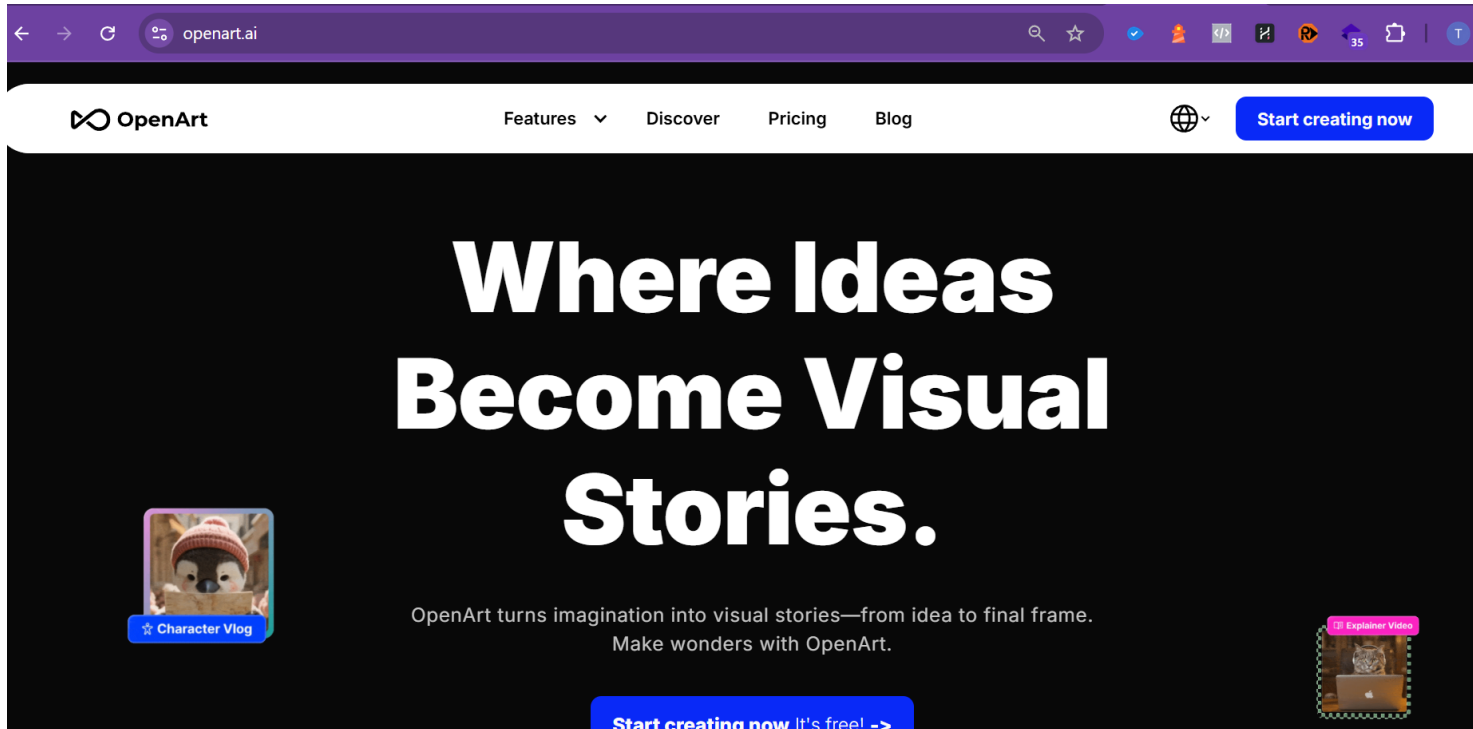 openart.ai
35
T
OpenArt
Features
Discover
Pricing
Blog
Start creating now
Where Ideas
Become Visual
Stories.
Character Vlog
OpenArt turns imagination into visual stories—from idea to final frame.
Make wonders with OpenArt.
Explainer Video
Start creating now It's free! ->